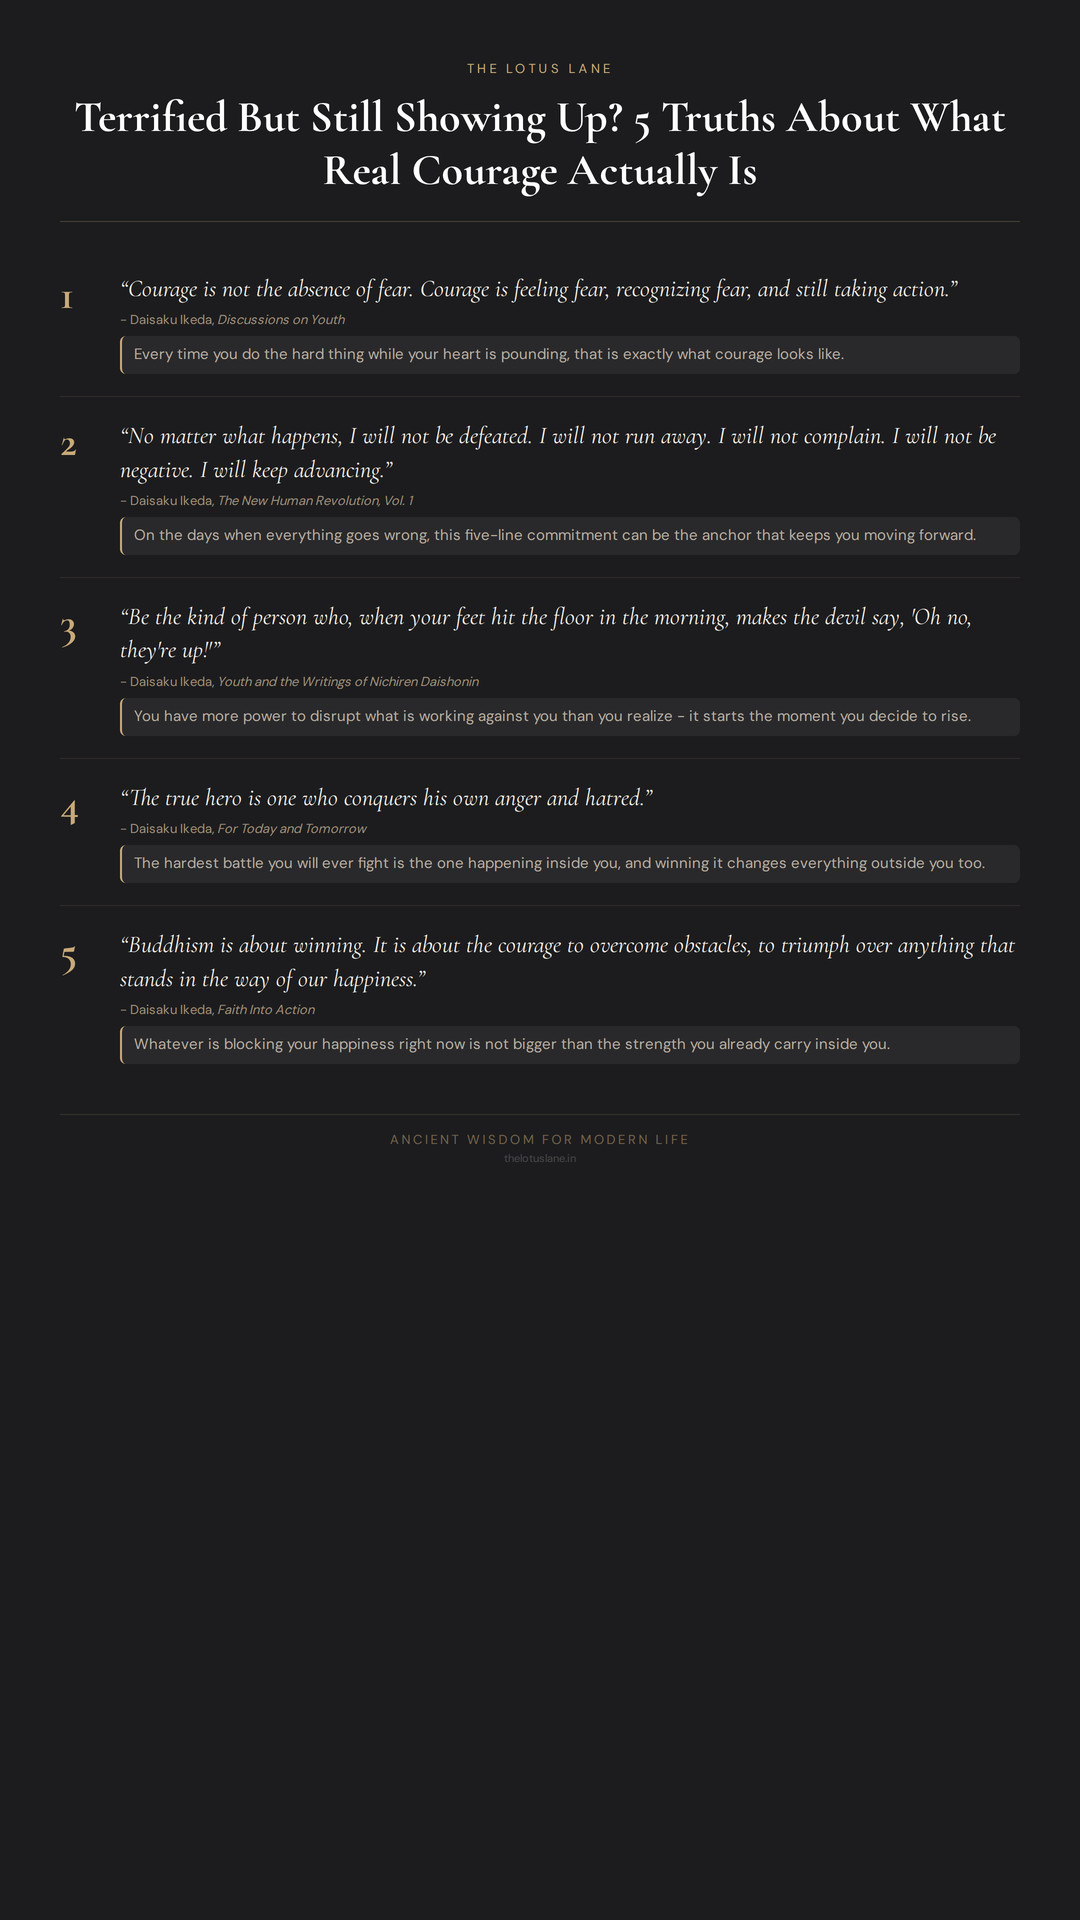 THE LOTUS LANE
Terrified But Still Showing Up? 5 Truths About What
Real Courage Actually Is
1
“Courage is not the absence of fear. Courage is feeling fear, recognizing fear, and still taking action.”
– Daisaku Ikeda, Discussions on Youth
Every time you do the hard thing while your heart is pounding, that is exactly what courage looks like.
2
“No matter what happens, I will not be defeated. I will not run away. I will not complain. I will not be
negative. I will keep advancing.”
– Daisaku Ikeda, The New Human Revolution, Vol. 1
On the days when everything goes wrong, this five-line commitment can be the anchor that keeps you moving forward.
3
“Be the kind of person who, when your feet hit the floor in the morning, makes the devil say, 'Oh no,
they're up!'”
– Daisaku Ikeda, Youth and the Writings of Nichiren Daishonin
You have more power to disrupt what is working against you than you realize – it starts the moment you decide to rise.
4
“The true hero is one who conquers his own anger and hatred.”
– Daisaku Ikeda, For Today and Tomorrow
The hardest battle you will ever fight is the one happening inside you, and winning it changes everything outside you too.
5
“Buddhism is about winning. It is about the courage to overcome obstacles, to triumph over anything that
stands in the way of our happiness.”
– Daisaku Ikeda, Faith Into Action
Whatever is blocking your happiness right now is not bigger than the strength you already carry inside you.
ANCIENT WISDOM FOR MODERN LIFE
thelotuslane.in